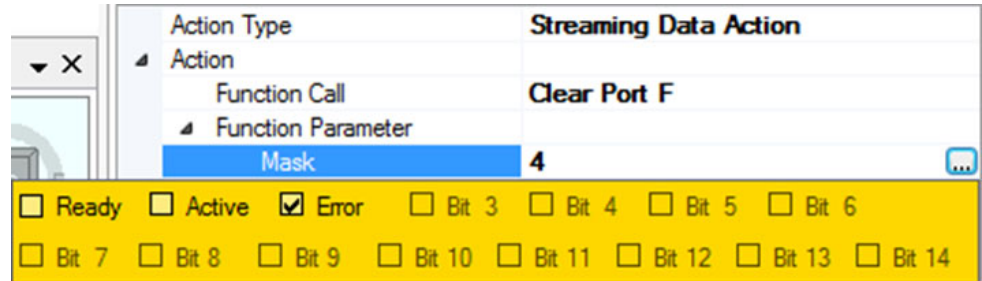 Action Type Streaming Data Action
Action
Function Call Clear Port F
Function Parameter
Mask 4 ...
Ready Active Error Bit 3 Bit 4 Bit 5 Bit 6
Bit 7 Bit 8 Bit 9 Bit 10 Bit 11 Bit 12 Bit 13 Bit 14